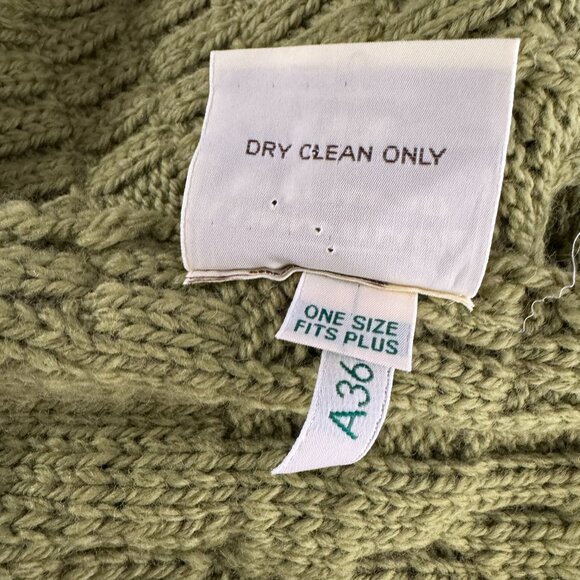 DRY CLEAN ONLY
ONE SIZE
FITS PLUS
A36